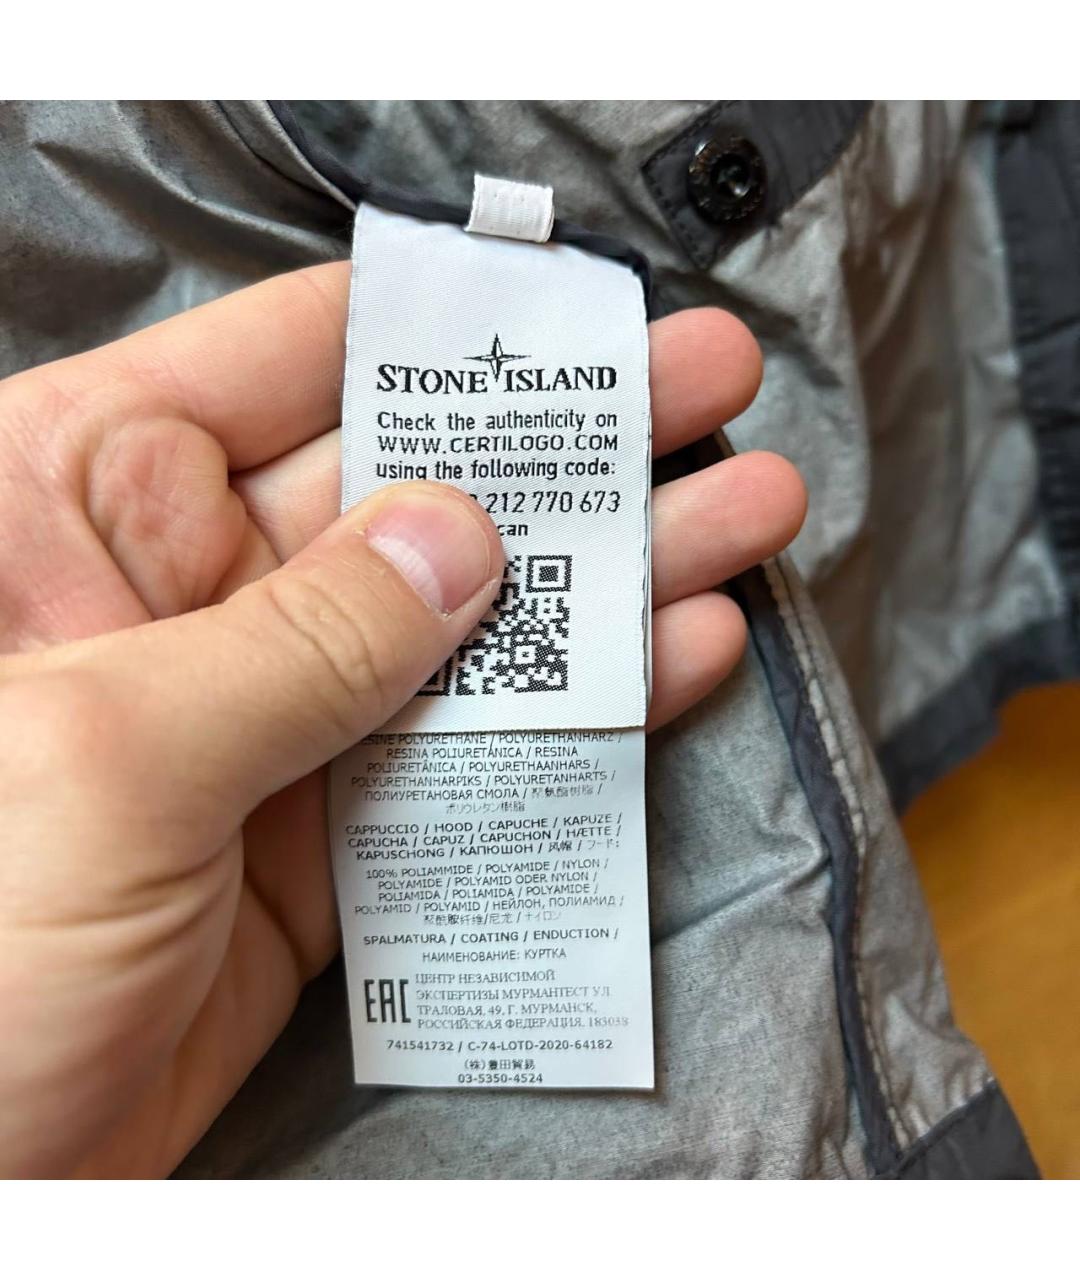 STONE ISLAND
Check the authenticity on
WWW.CERTILOGO.COM
using the following code:
212 770 673
can
RESINE POLYURETHANE / POLYURETHANHARZ /
RESINA POLIURETÂNICA / RESINA
POLIURETÂNICA / POLYURETHAANHARS /
POLYURETHANHARPIKS / POLYURETANHARTS /
ПОЛИУРЕТАНОВАЯ СМОЛА / 聚氨酯树脂 /
ポリウレタン樹脂
CAPPUCCIO / HOOD / CAPUCHE / KAPUZE /
CAPUCHA / CAPUZ / CAPUCHON / HÆTTE /
KAPUSCHONG / КАПЮШОН / 风帽 / フード:
100% POLIAMMIDE / POLYAMIDE / NYLON /
POLYAMIDE / POLYAMID ODER NYLON /
POLIAMIDA / POLIAMIDA / POLYAMIDE /
POLYAMID / POLYAMID / НЕЙЛОН, ПОЛИАМИД /
聚酰胺纤维/尼龙 / ナイロン
SPALMATURA / COATING / ENDUCTION /
НАИМЕНОВАНИЕ: КУРТКА
EAC
ЦЕНТР НЕЗАВИСИМОЙ
ЭКСПЕРТИЗЫ МУРМАНТЕСТ УЛ.
ТРАЛОВАЯ, 49, Г. МУРМАНСК,
РОССИЙСКАЯ ФЕДЕРАЦИЯ, 183038
741541732 / C-74-LOTD-2020-64182
(株)豊田貿易
03-5350-4524